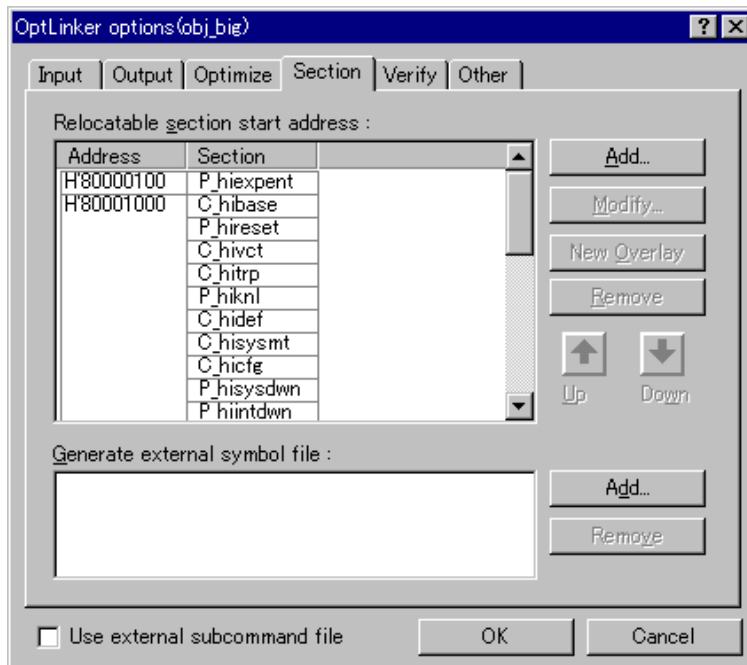 OptLinker options(obj_big)
Input Output Optimize Section Verify Other
Relocatable section start address :
Address Section
H'80000100 P_hiexpent
H'80001000 C_hibase
P_hireset
C_hivct
C_hitrp
P_hiknl
C_hidef
C_hisysmt
C_hicfg
P_hisysdwn
P_hiintdwn
Add...
Modify...
New Overlay
Remove
Up Down
Generate external symbol file :
Add...
Remove
Use external subcommand file
OK Cancel